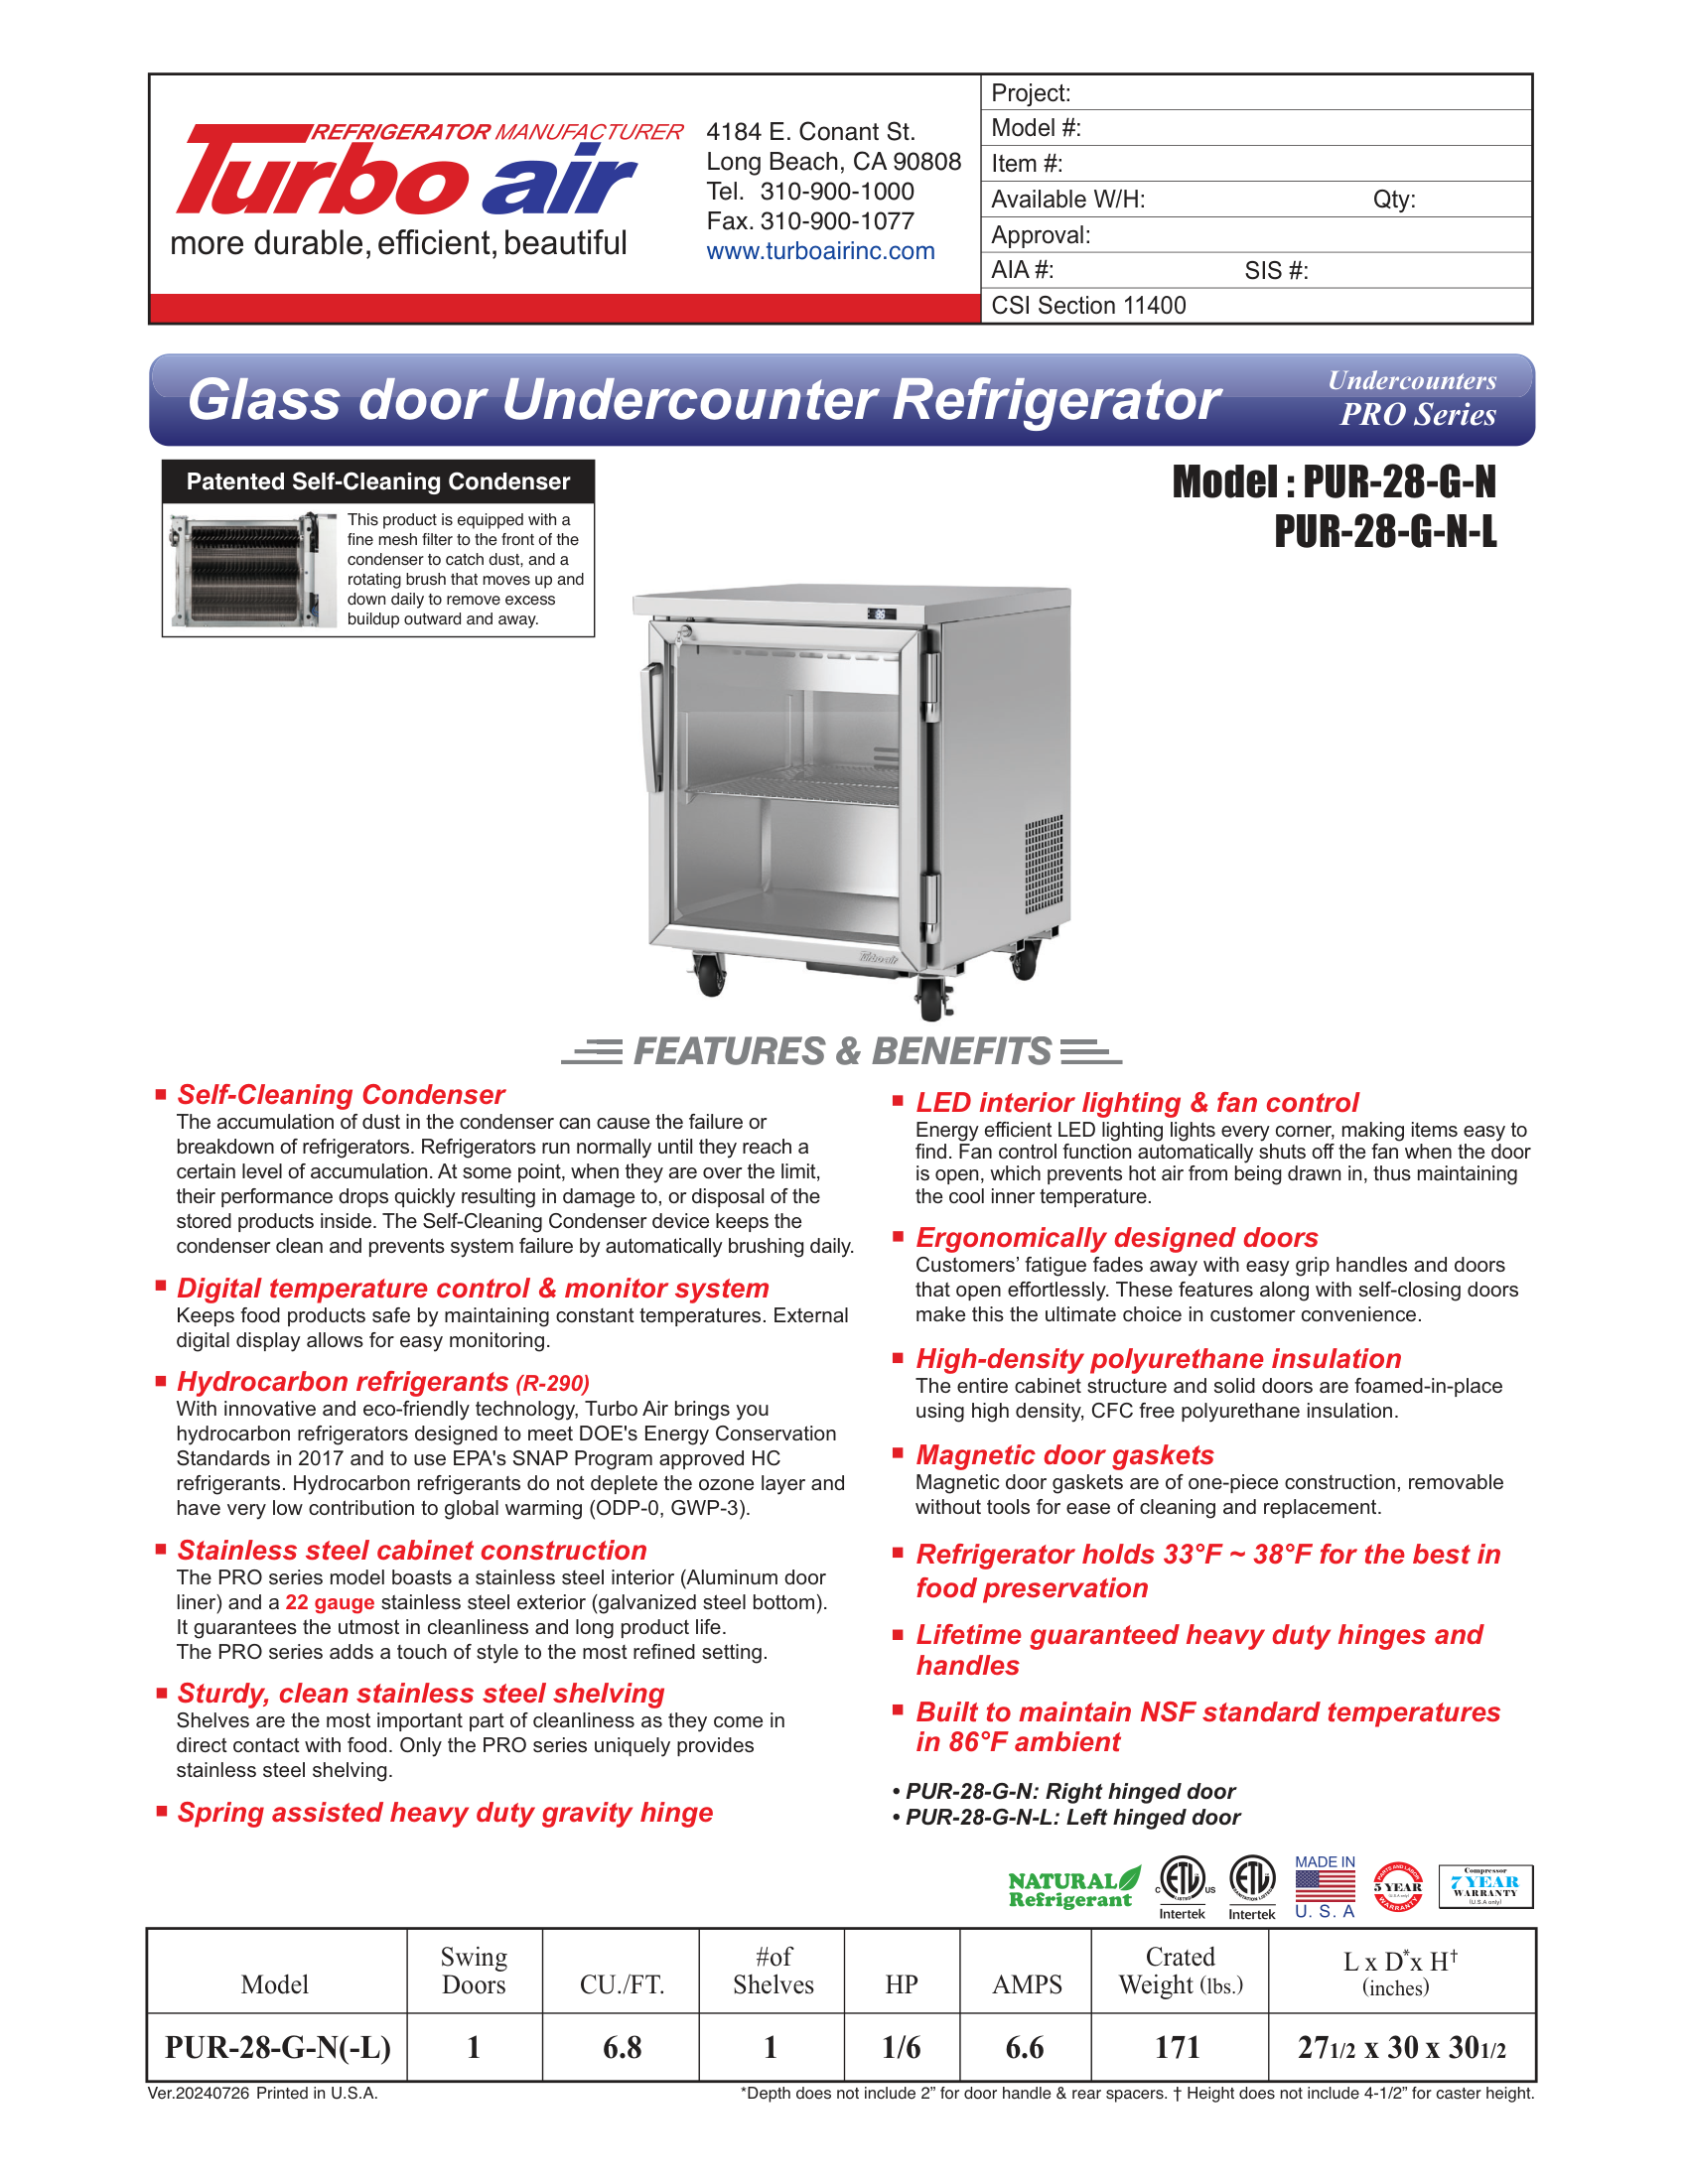 REFRIGERATOR MANUFACTURER
Turbo air
more durable, efficient, beautiful
4184 E. Conant St.
Long Beach, CA 90808
Tel. 310-900-1000
Fax. 310-900-1077
www.turboairinc.com
Project:
Model #:
Item #:
Available W/H: Qty:
Approval:
AIA #: SIS #:
CSI Section 11400
Glass door Undercounter Refrigerator
Undercounters
PRO Series
Patented Self-Cleaning Condenser
This product is equipped with a
fine mesh filter to the front of the
condenser to catch dust, and a
rotating brush that moves up and
down daily to remove excess
buildup outward and away.
Model : PUR-28-G-N
PUR-28-G-N-L
Turbo air
FEATURES & BENEFITS
■ Self-Cleaning Condenser
The accumulation of dust in the condenser can cause the failure or
breakdown of refrigerators. Refrigerators run normally until they reach a
certain level of accumulation. At some point, when they are over the limit,
their performance drops quickly resulting in damage to, or disposal of the
stored products inside. The Self-Cleaning Condenser device keeps the
condenser clean and prevents system failure by automatically brushing daily.
■ Digital temperature control & monitor system
Keeps food products safe by maintaining constant temperatures. External
digital display allows for easy monitoring.
■ Hydrocarbon refrigerants (R-290)
With innovative and eco-friendly technology, Turbo Air brings you
hydrocarbon refrigerators designed to meet DOE's Energy Conservation
Standards in 2017 and to use EPA's SNAP Program approved HC
refrigerants. Hydrocarbon refrigerants do not deplete the ozone layer and
have very low contribution to global warming (ODP-0, GWP-3).
■ Stainless steel cabinet construction
The PRO series model boasts a stainless steel interior (Aluminum door
liner) and a 22 gauge stainless steel exterior (galvanized steel bottom).
It guarantees the utmost in cleanliness and long product life.
The PRO series adds a touch of style to the most refined setting.
■ Sturdy, clean stainless steel shelving
Shelves are the most important part of cleanliness as they come in
direct contact with food. Only the PRO series uniquely provides
stainless steel shelving.
■ Spring assisted heavy duty gravity hinge
■ LED interior lighting & fan control
Energy efficient LED lighting lights every corner, making items easy to
find. Fan control function automatically shuts off the fan when the door
is open, which prevents hot air from being drawn in, thus maintaining
the cool inner temperature.
■ Ergonomically designed doors
Customers' fatigue fades away with easy grip handles and doors
that open effortlessly. These features along with self-closing doors
make this the ultimate choice in customer convenience.
■ High-density polyurethane insulation
The entire cabinet structure and solid doors are foamed-in-place
using high density, CFC free polyurethane insulation.
■ Magnetic door gaskets
Magnetic door gaskets are of one-piece construction, removable
without tools for ease of cleaning and replacement.
■ Refrigerator holds 33°F ~ 38°F for the best in
food preservation
■ Lifetime guaranteed heavy duty hinges and
handles
■ Built to maintain NSF standard temperatures
in 86°F ambient
• PUR-28-G-N: Right hinged door
• PUR-28-G-N-L: Left hinged door
NATURAL
Refrigerant
C ETL US
LISTED
Intertek
ETL
SANITATION LISTED
Intertek
MADE IN
U. S. A
PARTS AND LABOR
5 YEAR
(U.S.A only)
WARRANTY
Compressor
7 YEAR
WARRANTY
(U.S.A only)
Model | Swing Doors | CU./FT. | #of Shelves | HP | AMPS | Crated Weight (lbs.) | L x D* x H† (inches)
PUR-28-G-N(-L) | 1 | 6.8 | 1 | 1/6 | 6.6 | 171 | 27 1/2 x 30 x 30 1/2
Ver.20240726 Printed in U.S.A.
*Depth does not include 2” for door handle & rear spacers. † Height does not include 4-1/2” for caster height.